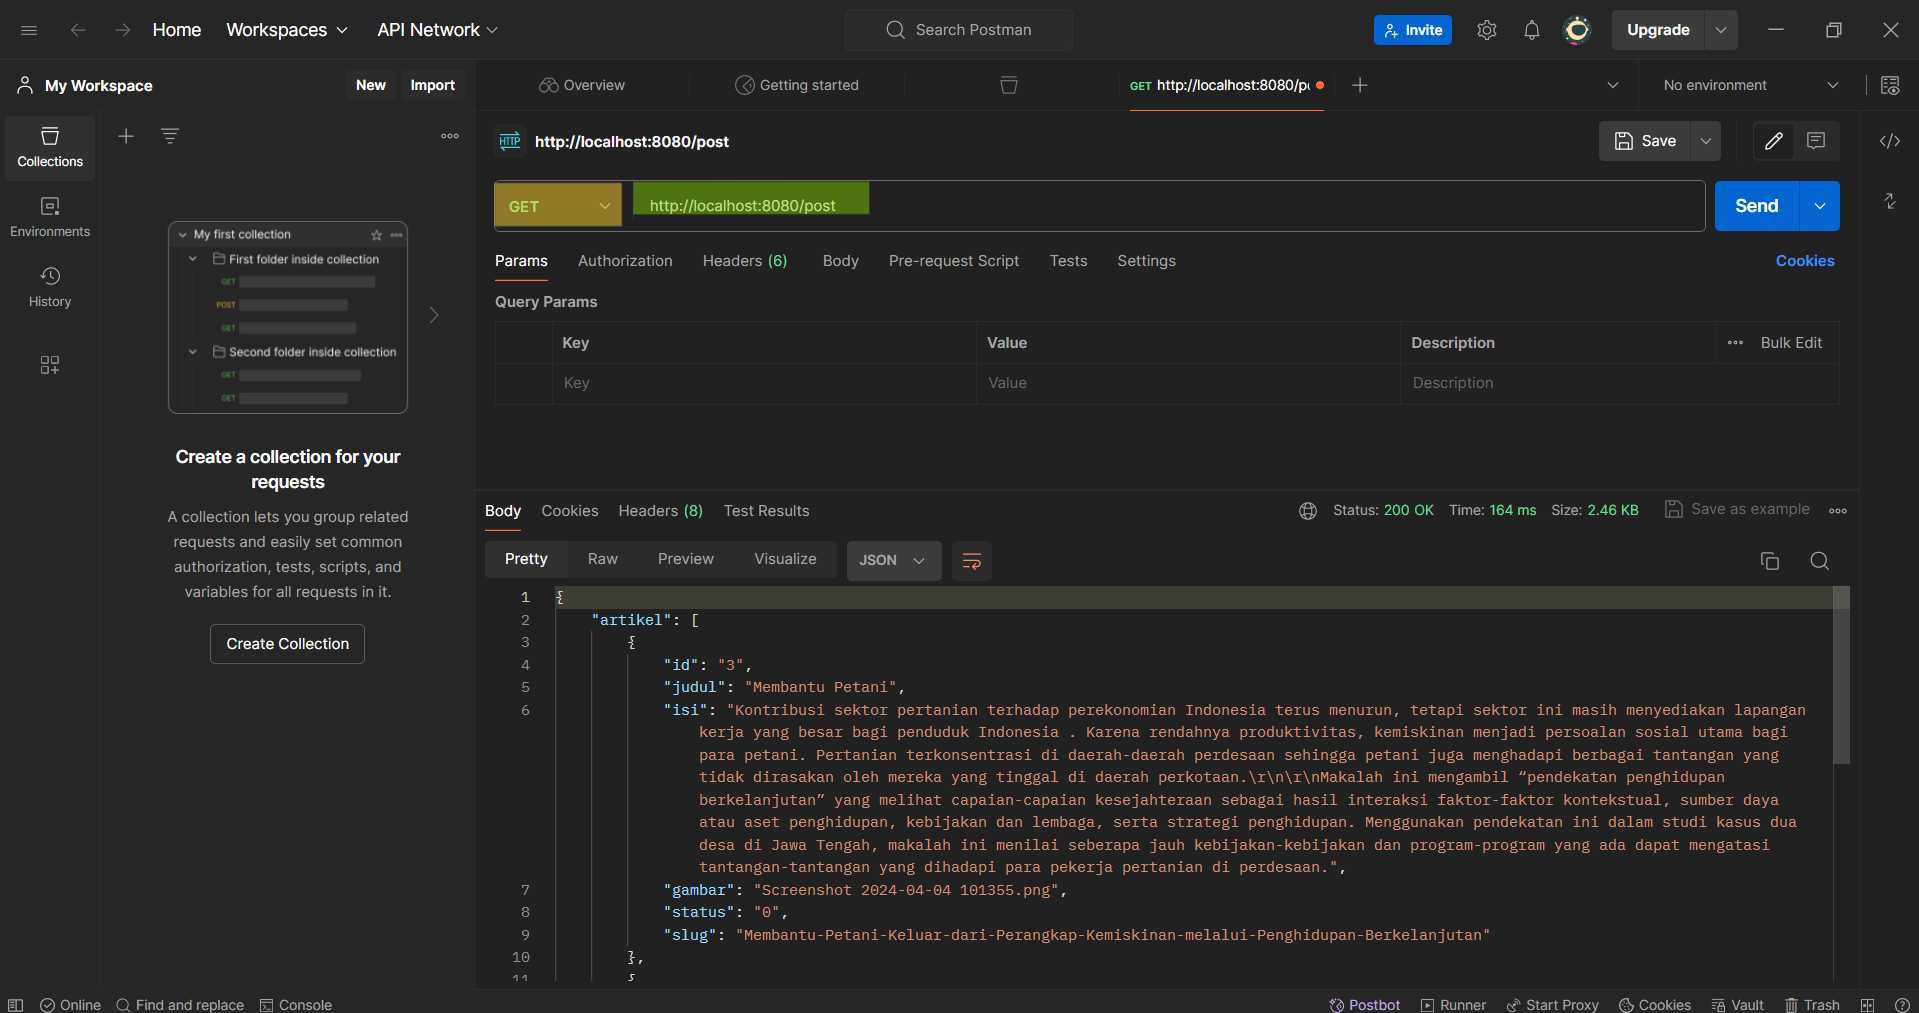 Home Workspaces API Network Search Postman Invite Upgrade
My Workspace New Import Overview Getting started GET http://localhost:8080/p No environment
Collections
Environments
History
My first collection
First folder inside collection
GET
POST
GET
Second folder inside collection
GET
GET
Create a collection for your
requests
A collection lets you group related
requests and easily set common
authorization, tests, scripts, and
variables for all requests in it.
Create Collection
HTTP http://localhost:8080/post Save
GET http://localhost:8080/post Send
Params Authorization Headers (6) Body Pre-request Script Tests Settings Cookies
Query Params
Key Value Description Bulk Edit
Key Value Description
Body Cookies Headers (8) Test Results Status: 200 OK Time: 164 ms Size: 2.46 KB Save as example
Pretty Raw Preview Visualize JSON
1 {
2 "artikel": [
3 {
4 "id": "3",
5 "judul": "Membantu Petani",
6 "isi": "Kontribusi sektor pertanian terhadap perekonomian Indonesia terus menurun, tetapi sektor ini masih menyediakan lapangan
kerja yang besar bagi penduduk Indonesia . Karena rendahnya produktivitas, kemiskinan menjadi persoalan sosial utama bagi
para petani. Pertanian terkonsentrasi di daerah-daerah perdesaan sehingga petani juga menghadapi berbagai tantangan yang
tidak dirasakan oleh mereka yang tinggal di daerah perkotaan.\r\n\r\nMakalah ini mengambil “pendekatan penghidupan
berkelanjutan” yang melihat capaian-capaian kesejahteraan sebagai hasil interaksi faktor-faktor kontekstual, sumber daya
atau aset penghidupan, kebijakan dan lembaga, serta strategi penghidupan. Menggunakan pendekatan ini dalam studi kasus dua
desa di Jawa Tengah, makalah ini menilai seberapa jauh kebijakan-kebijakan dan program-program yang ada dapat mengatasi
tantangan-tantangan yang dihadapi para pekerja pertanian di perdesaan.",
7 "gambar": "Screenshot 2024-04-04 101355.png",
8 "status": "0",
9 "slug": "Membantu-Petani-Keluar-dari-Perangkap-Kemiskinan-melalui-Penghidupan-Berkelanjutan"
10 },
11 {
Online Find and replace Console Postbot Runner Start Proxy Cookies Vault Trash